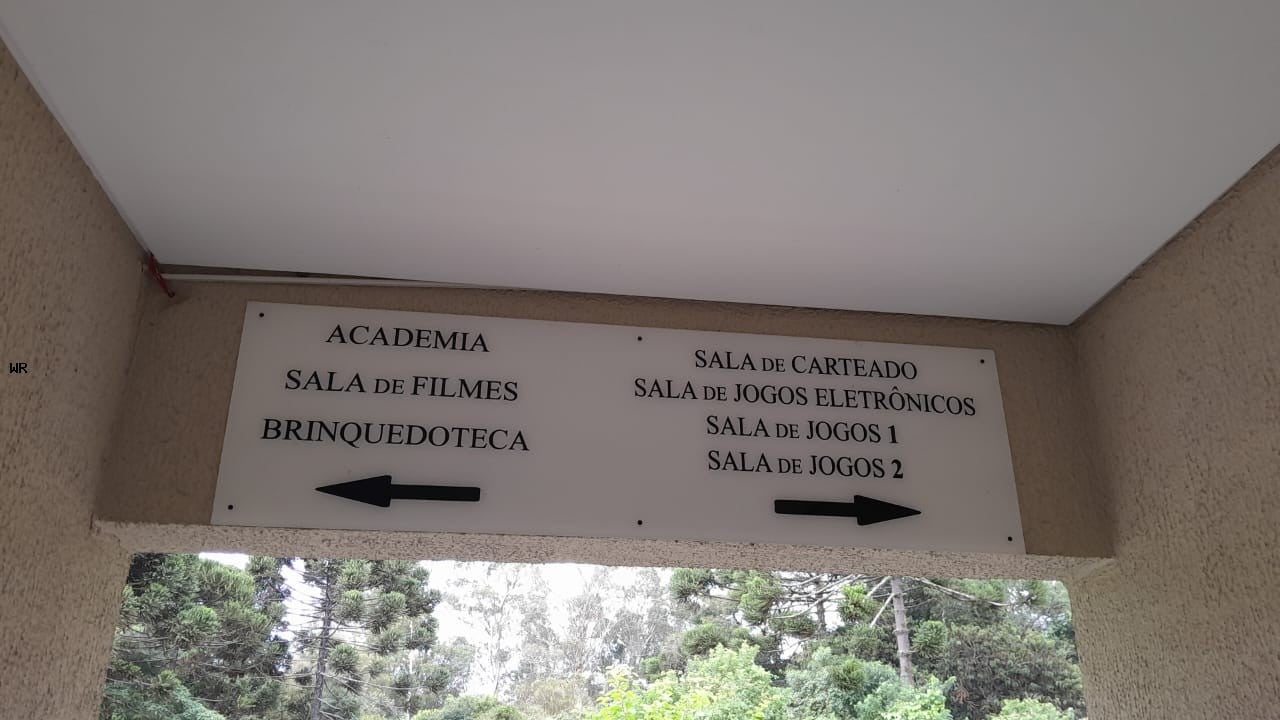 ACADEMIA
SALA DE FILMES
BRINQUEDOTECA
SALA DE CARTEADO
SALA DE JOGOS ELETRÔNICOS
SALA DE JOGOS 1
SALA DE JOGOS 2
WR